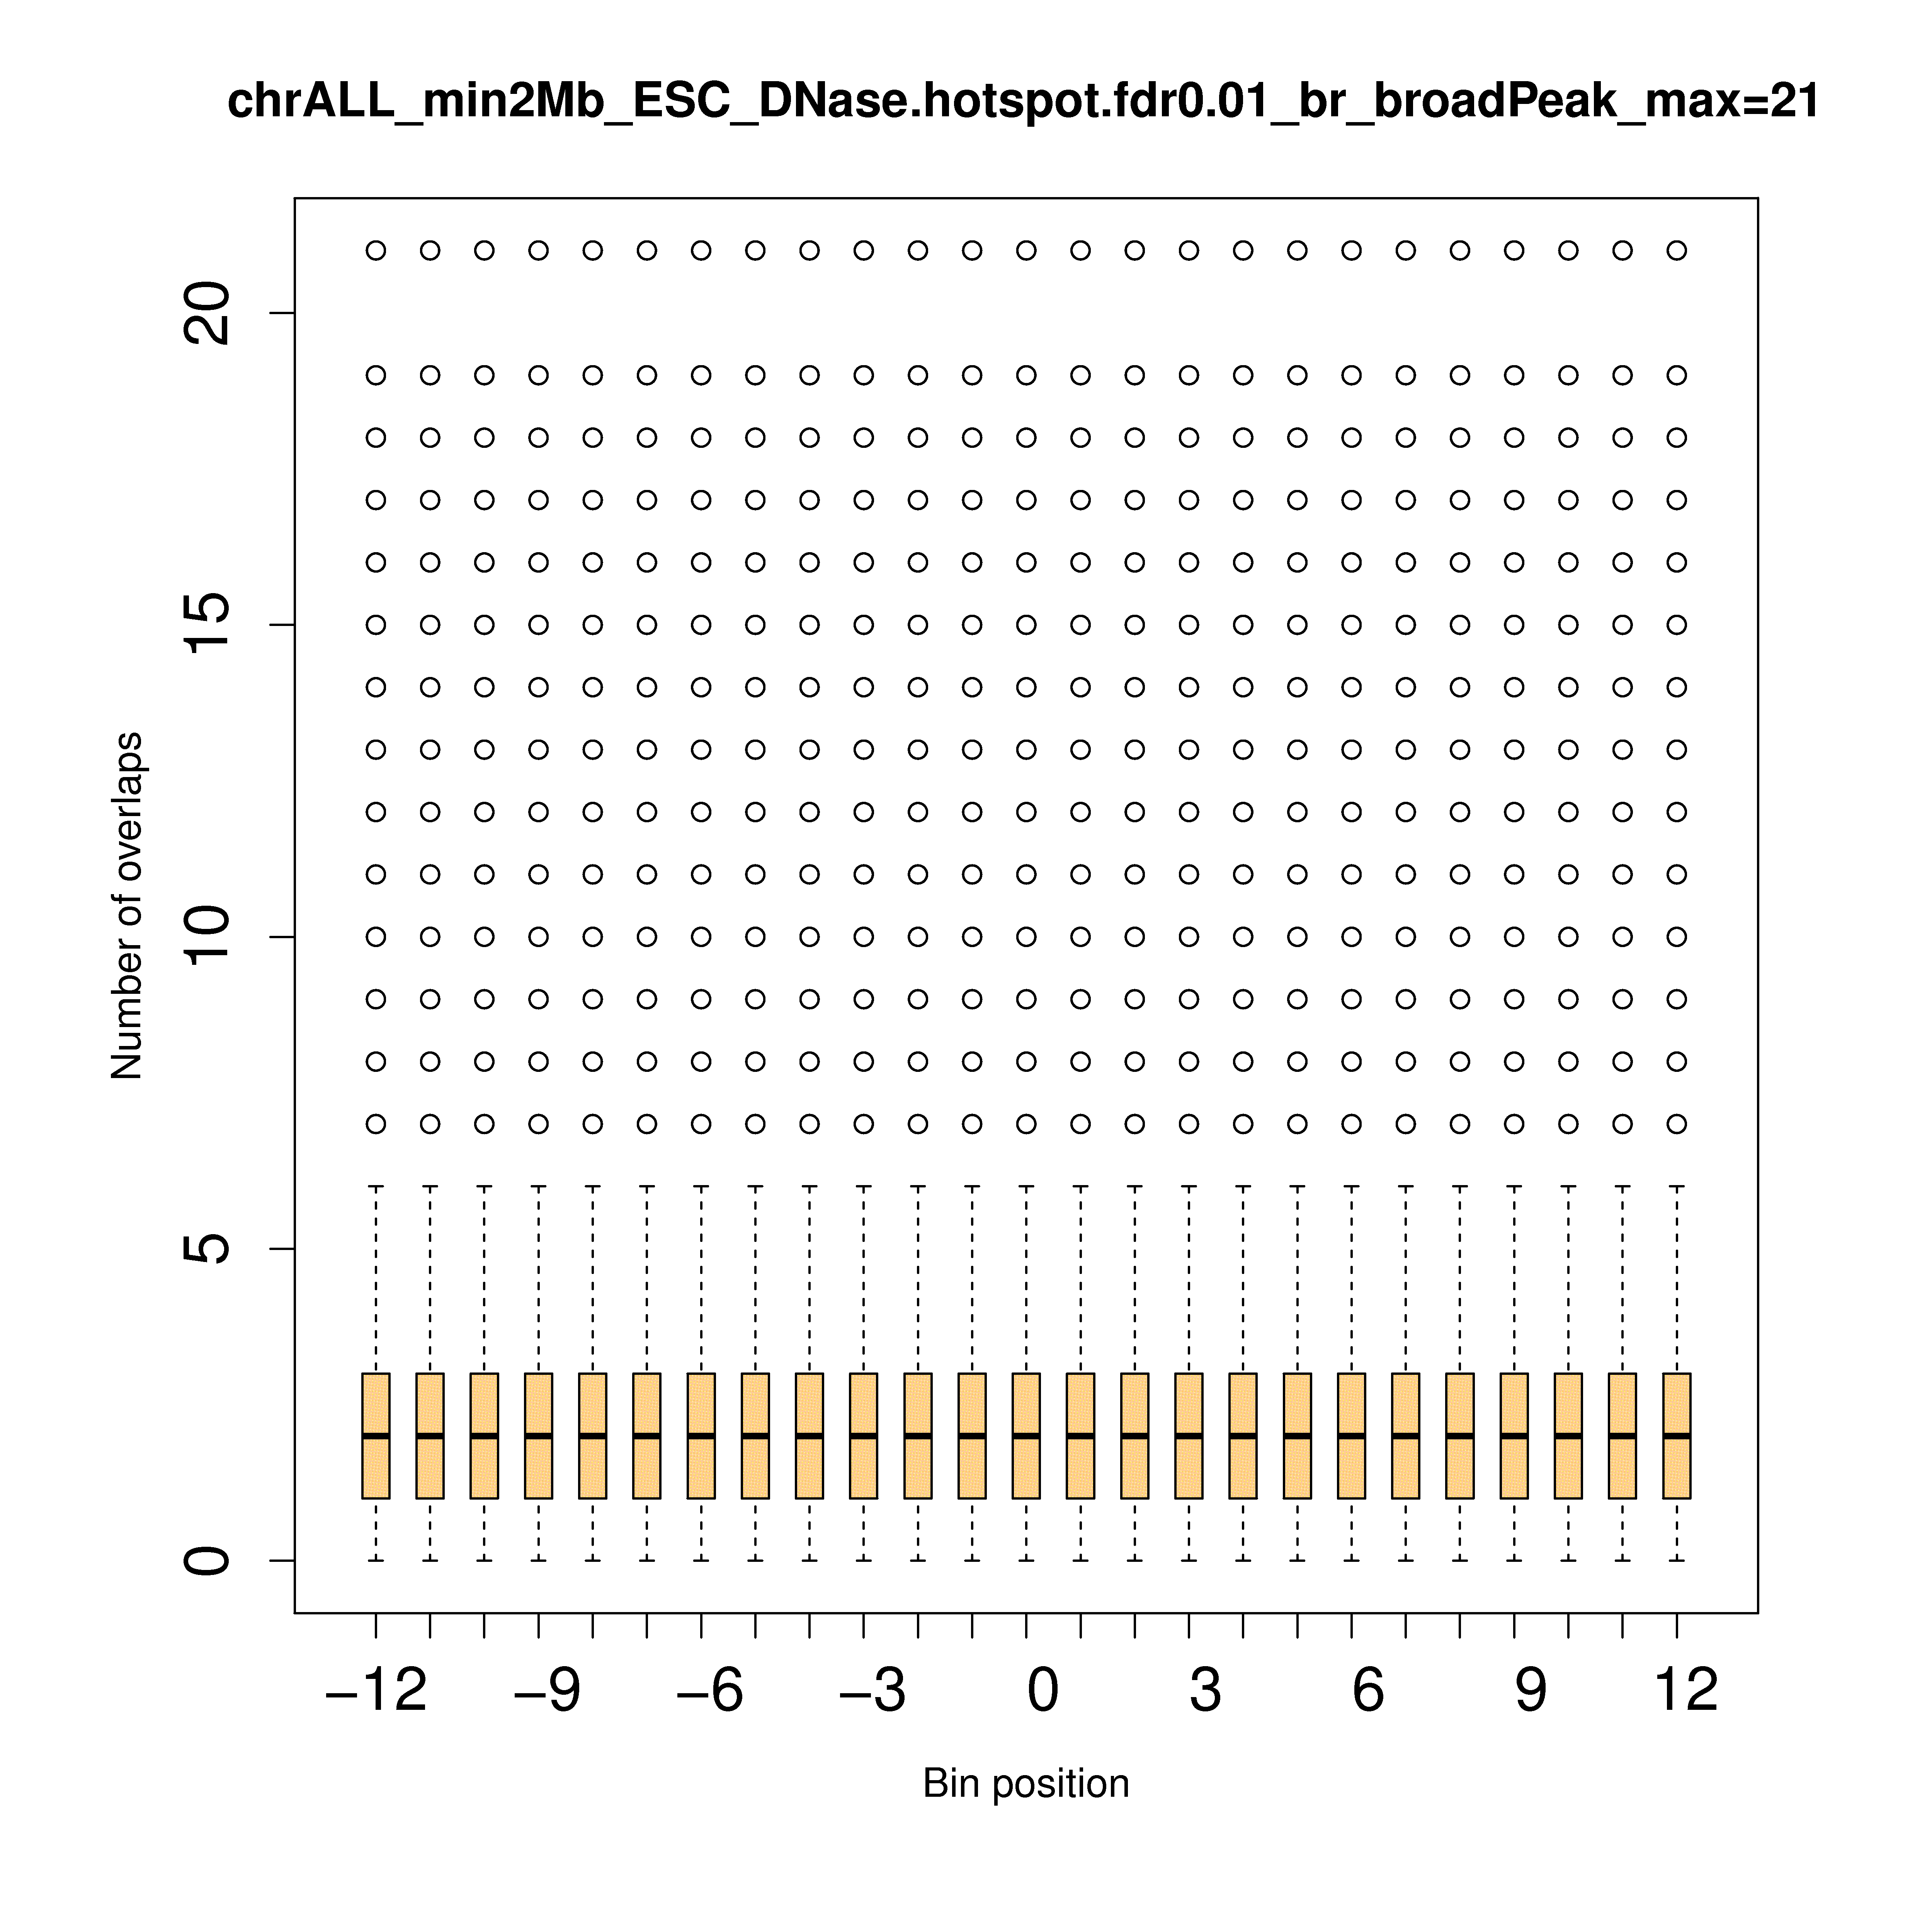 chrALL_min2Mb_ESC_DNase.hotspot.fdr0.01_br_broadPeak_max=21
20
15
10
5
0
Number of overlaps
−12 −9 −6 −3 0 3 6 9 12
Bin position